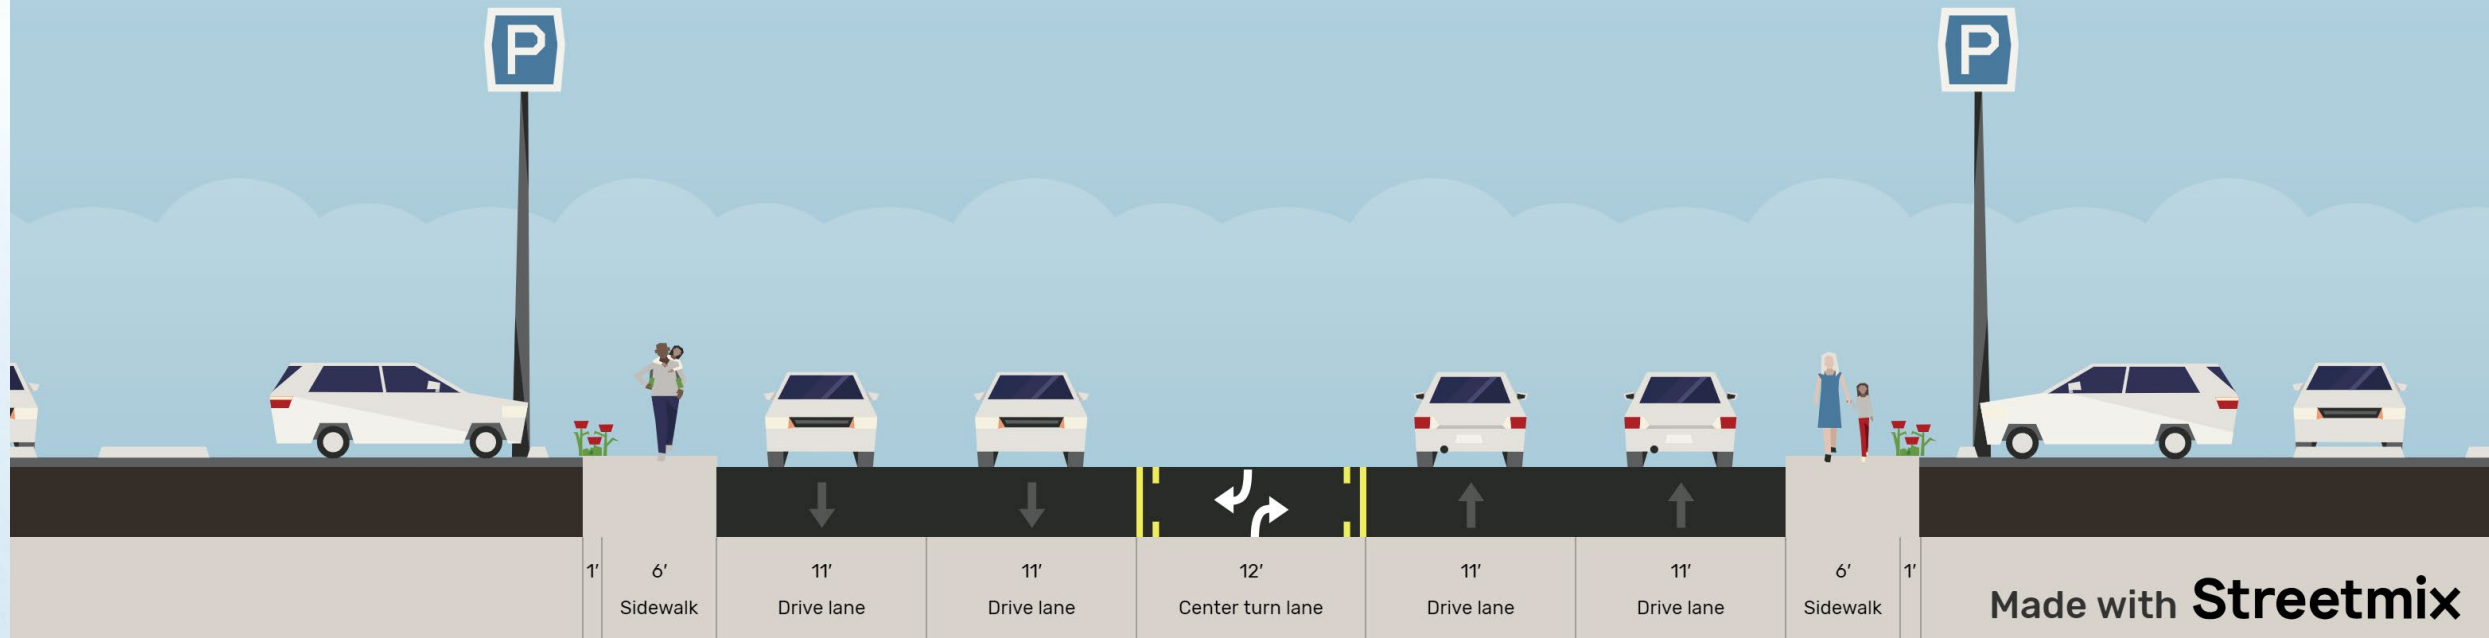 P
P
1′
6′
Sidewalk
11′
Drive lane
11′
Drive lane
12′
Center turn lane
11′
Drive lane
11′
Drive lane
6′
Sidewalk
1′
Made with Streetmix